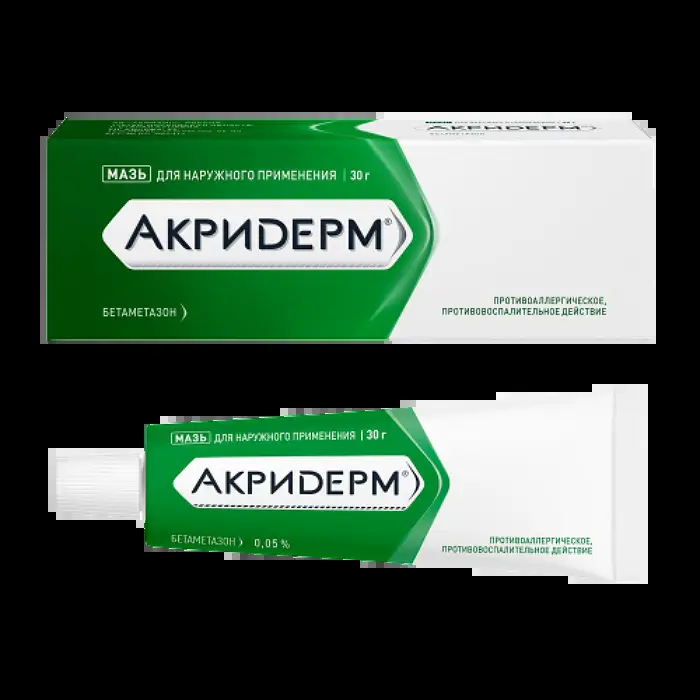 МАЗЬ ДЛЯ НАРУЖНОГО ПРИМЕНЕНИЯ | 30 г
АКРИДЕРМ®
БЕТАМЕТАЗОН
ПРОТИВОАЛЛЕРГИЧЕСКОЕ,
ПРОТИВОВОСПАЛИТЕЛЬНОЕ ДЕЙСТВИЕ
АКРИДЕРМ
МАЗЬ ДЛЯ НАРУЖНОГО ПРИМЕНЕНИЯ | 30 г
АКРИДЕРМ®
БЕТАМЕТАЗОН 0,05 %
ПРОТИВОАЛЛЕРГИЧЕСКОЕ,
ПРОТИВОВОСПАЛИТЕЛЬНОЕ ДЕЙСТВИЕ